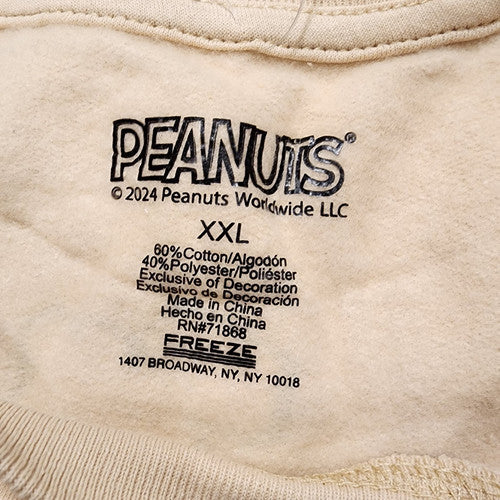 PEANUTS®
© 2024 Peanuts Worldwide LLC
XXL
60%Cotton/Algodón
40%Polyester/Poliéster
Exclusive of Decoration
Exclusivo de Decoración
Made in China
Hecho en China
RN#71868
FREEZE
1407 BROADWAY, NY, NY 10018